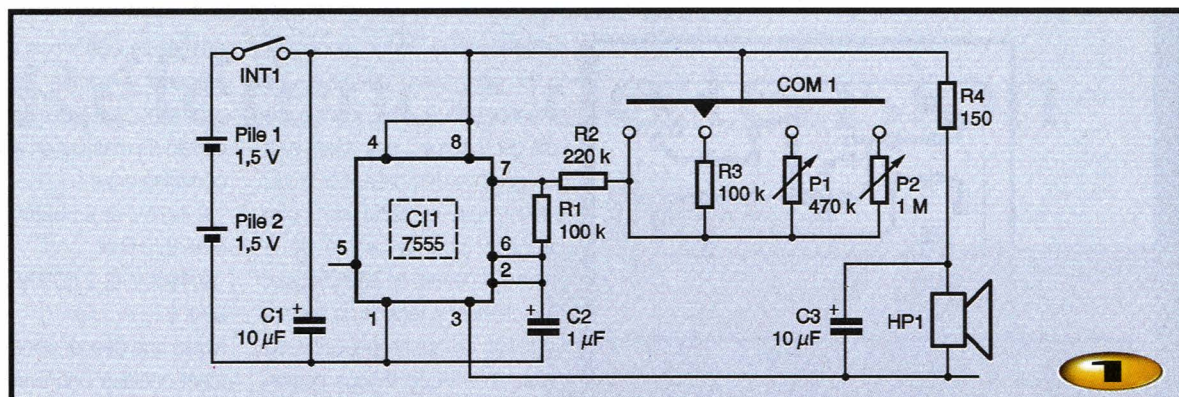 INT1
COM 1
R4
150
Pile 1
1,5 V
4
8
R2
220 k
7
R3
100 k
P1
470 k
P2
1 M
R1
100 k
CI1
7555
Pile 2
1,5 V
5
6
2
1
3
+
C1
10 µF
+
C2
1 µF
+
C3
10 µF
HP1
1